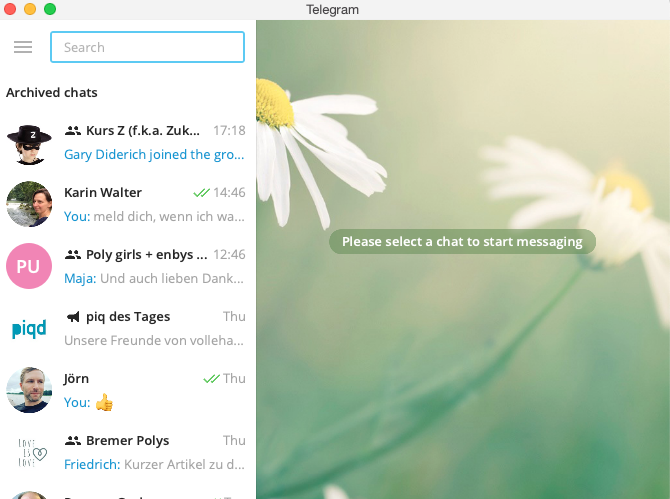 Telegram
Search
Archived chats
Kurs Z (f.k.a. Zuk... 17:18
Gary Diderich joined the gro...
Karin Walter 14:46
You: meld dich, wenn ich wa...
PU
Poly girls + enbys ... 12:46
Maja: Und auch lieben Dank...
piq des Tages Thu
piqd
Unsere Freunde von volleha...
Jörn Thu
You: 👍
Bremer Polys Thu
LOVE
IS
LOVE
Friedrich: Kurzer Artikel zu d...
Please select a chat to start messaging